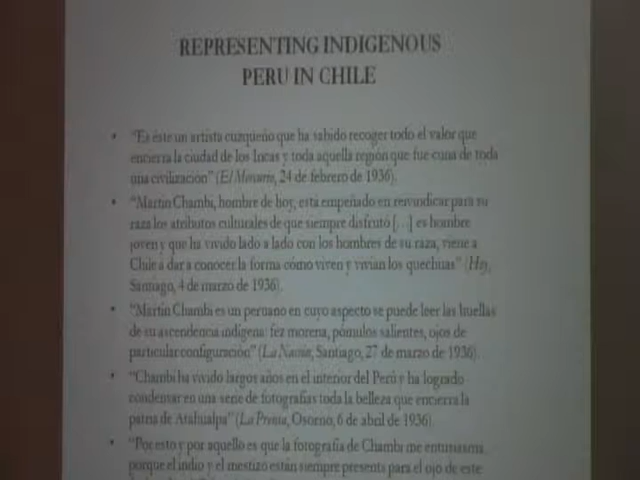 REPRESENTING INDIGENOUS
PERU IN CHILE
• "Es éste un artista cuzqueño que ha sabido recoger todo el valor que
encierra la ciudad de los Incas y toda aquella región que fue cuna de toda
una civilización" (El Mercurio, 24 de febrero de 1936).
• "Martín Chambi, hombre de hoy, está empeñado en reivindicar para su
raza los atributos culturales de que siempre disfrutó [...] es hombre
joven y que ha vivido lado a lado con los hombres de su raza, viene a
Chile a dar a conocer la forma cómo viven y vivían los quechuas" (Hoy,
Santiago, 4 de marzo de 1936).
• "Martín Chambi es un peruano en cuyo aspecto se puede leer las huellas
de su ascendencia indígena: tez morena, pómulos salientes, ojos de
particular configuración" (La Nación, Santiago, 27 de marzo de 1936).
• "Chambi ha vivido largos años en el interior del Perú y ha logrado
condensar en una serie de fotografías toda la belleza que encierra la
patria de Atahualpa" (La Prensa, Osorno, 6 de abril de 1936).
• "Por esto y por aquello es que la fotografía de Chambi me entusiasma,
porque el indio y el mestizo están siempre presents para el ojo de este